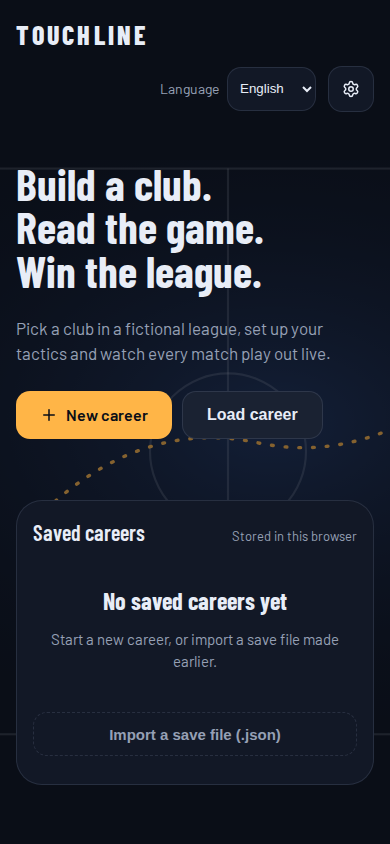 TOUCHLINE
Language English
Build a club.
Read the game.
Win the league.
Pick a club in a fictional league, set up your
tactics and watch every match play out live.
New career Load career
Saved careers Stored in this browser
No saved careers yet
Start a new career, or import a save file made
earlier.
Import a save file (.json)